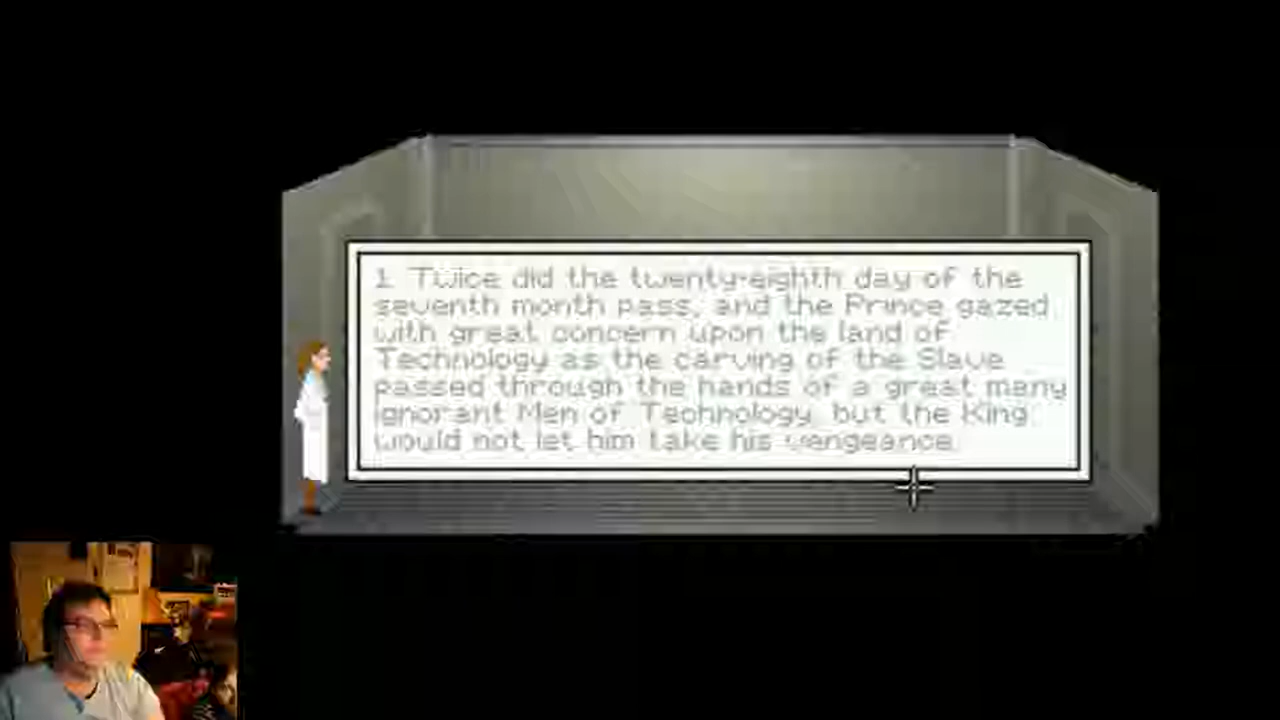 1. Twice did the twenty-eighth day of the
seventh month pass, and the Prince gazed
with great concern upon the land of
Technology as the carving of the Slave
passed through the hands of a great many
ignorant Men of Technology, but the King
would not let him take his vengeance.